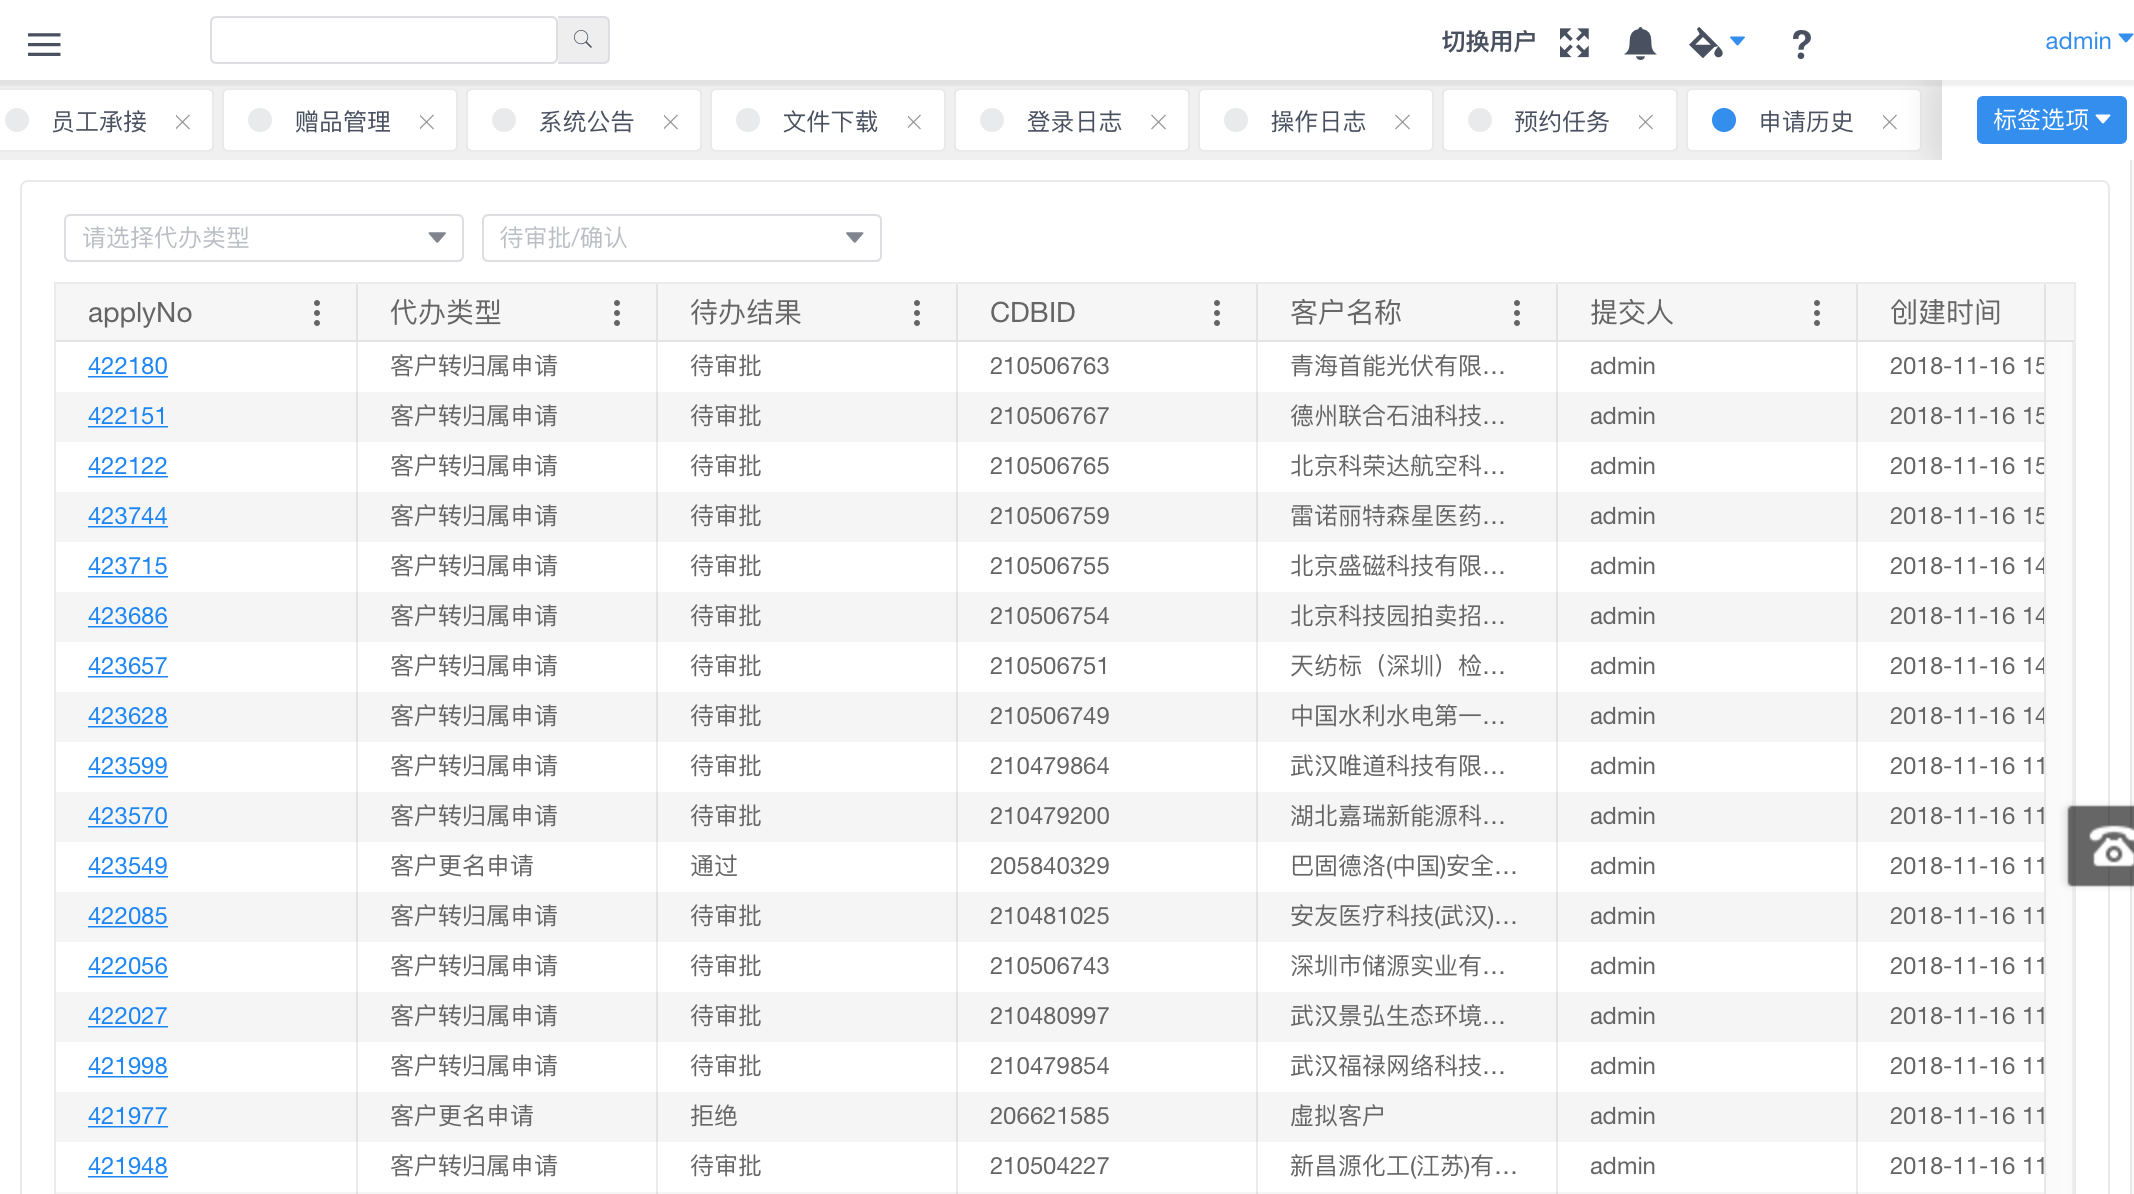 切换用户 admin
员工承接 赠品管理 系统公告 文件下载 登录日志 操作日志 预约任务 申请历史 标签选项
请选择代办类型 待审批/确认
applyNo 代办类型 待办结果 CDBID 客户名称 提交人 创建时间
422180 客户转归属申请 待审批 210506763 青海首能光伏有限... admin 2018-11-16 15
422151 客户转归属申请 待审批 210506767 德州联合石油科技... admin 2018-11-16 15
422122 客户转归属申请 待审批 210506765 北京科荣达航空科... admin 2018-11-16 15
423744 客户转归属申请 待审批 210506759 雷诺丽特森星医药... admin 2018-11-16 15
423715 客户转归属申请 待审批 210506755 北京盛磁科技有限... admin 2018-11-16 14
423686 客户转归属申请 待审批 210506754 北京科技园拍卖招... admin 2018-11-16 14
423657 客户转归属申请 待审批 210506751 天纺标（深圳）检... admin 2018-11-16 14
423628 客户转归属申请 待审批 210506749 中国水利水电第一... admin 2018-11-16 14
423599 客户转归属申请 待审批 210479864 武汉唯道科技有限... admin 2018-11-16 11
423570 客户转归属申请 待审批 210479200 湖北嘉瑞新能源科... admin 2018-11-16 11
423549 客户更名申请 通过 205840329 巴固德洛(中国)安全... admin 2018-11-16 11
422085 客户转归属申请 待审批 210481025 安友医疗科技(武汉)... admin 2018-11-16 11
422056 客户转归属申请 待审批 210506743 深圳市储源实业有... admin 2018-11-16 11
422027 客户转归属申请 待审批 210480997 武汉景弘生态环境... admin 2018-11-16 11
421998 客户转归属申请 待审批 210479854 武汉福禄网络科技... admin 2018-11-16 11
421977 客户更名申请 拒绝 206621585 虚拟客户 admin 2018-11-16 11
421948 客户转归属申请 待审批 210504227 新昌源化工(江苏)有... admin 2018-11-16 11